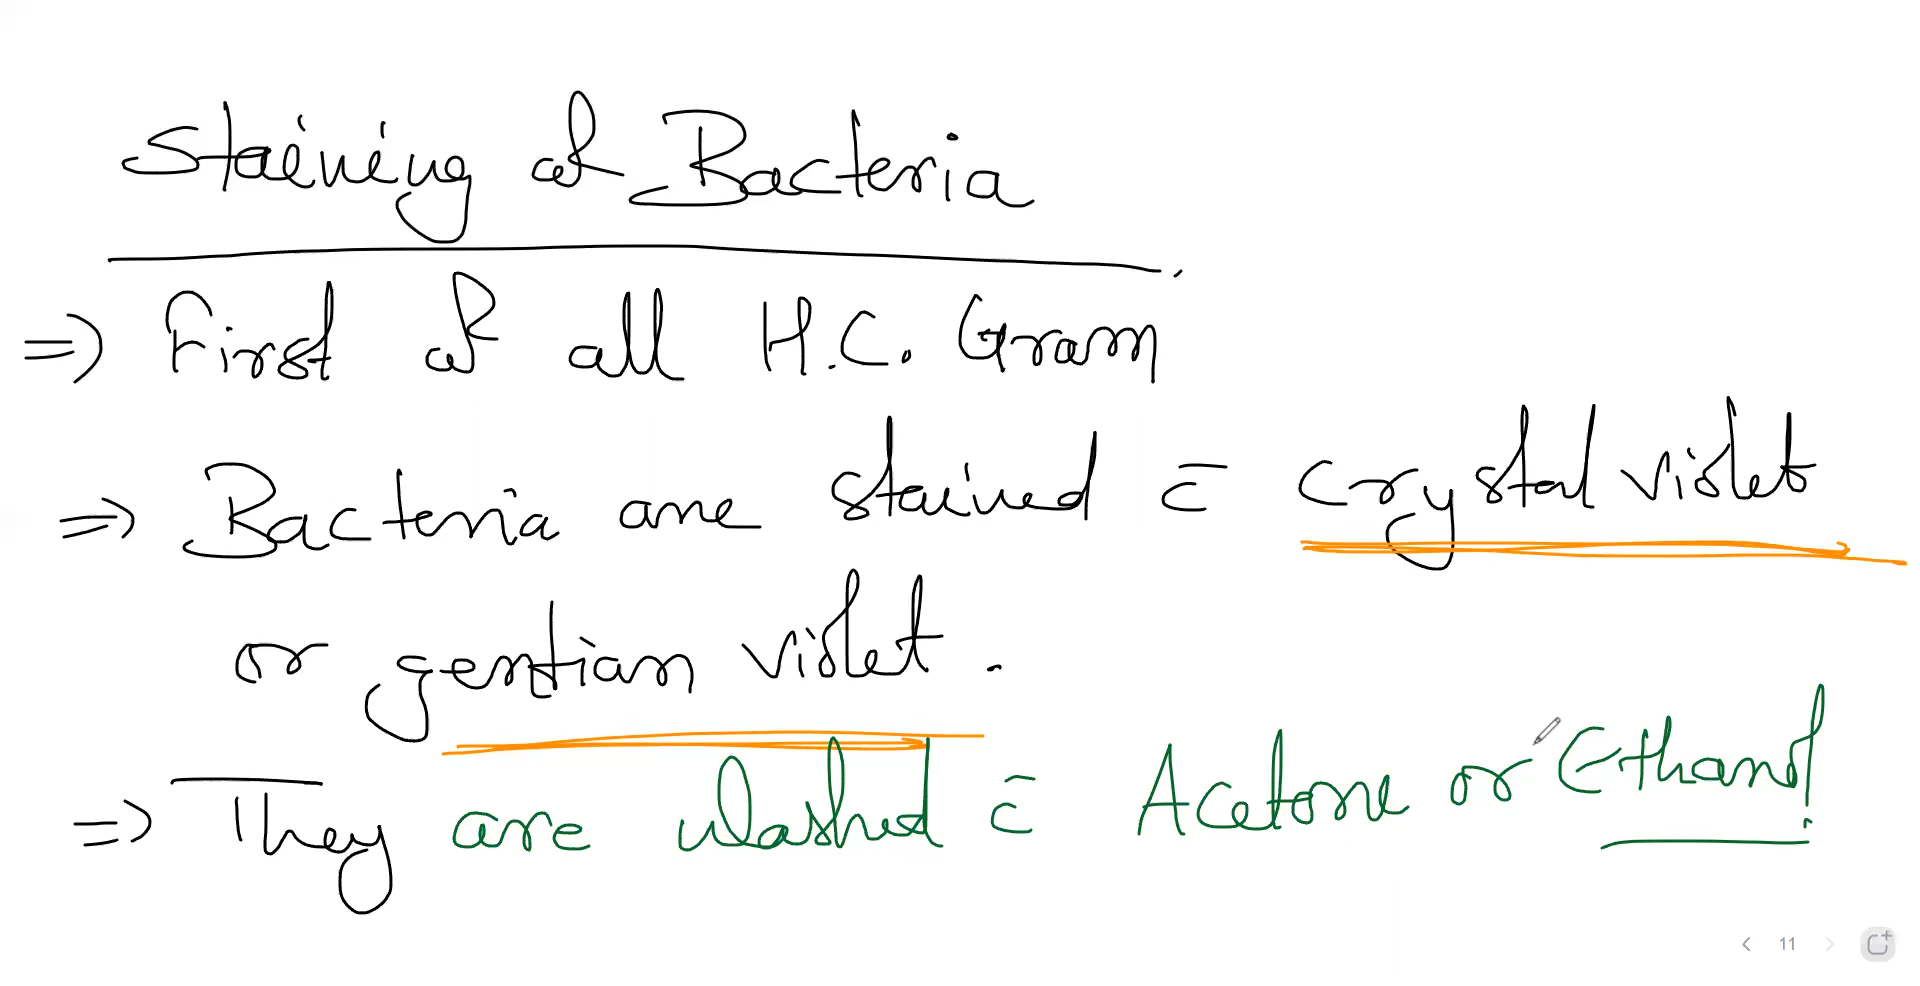 Staining of Bacteria
⇒ First of all H.C. Gram
⇒ Bacteria are stained c̄ crystal violet
or gentian violet.
⇒ They are washed c̄ Acetone or Ethanol
11